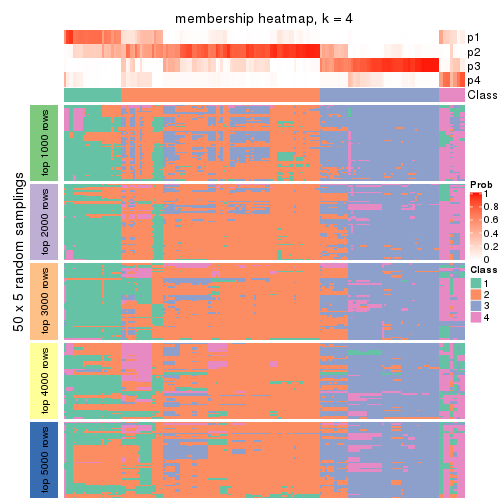 membership heatmap, k = 4
p1
p2
p3
p4
Class
50 x 5 random samplings
top 1000 rows
top 2000 rows
top 3000 rows
top 4000 rows
top 5000 rows
Prob
1
0.8
0.6
0.4
0.2
0
Class
1
2
3
4